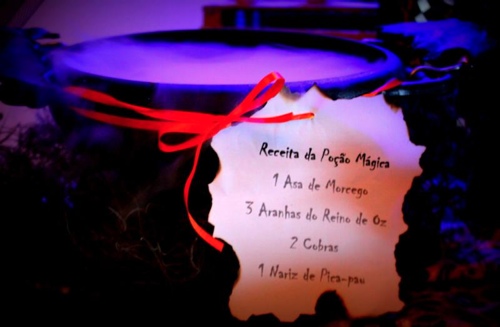 Receita da Poção Mágica
1 Asa de Morcego
3 Aranhas do Reino de Oz
2 Cobras
1 Nariz de Pica-pau